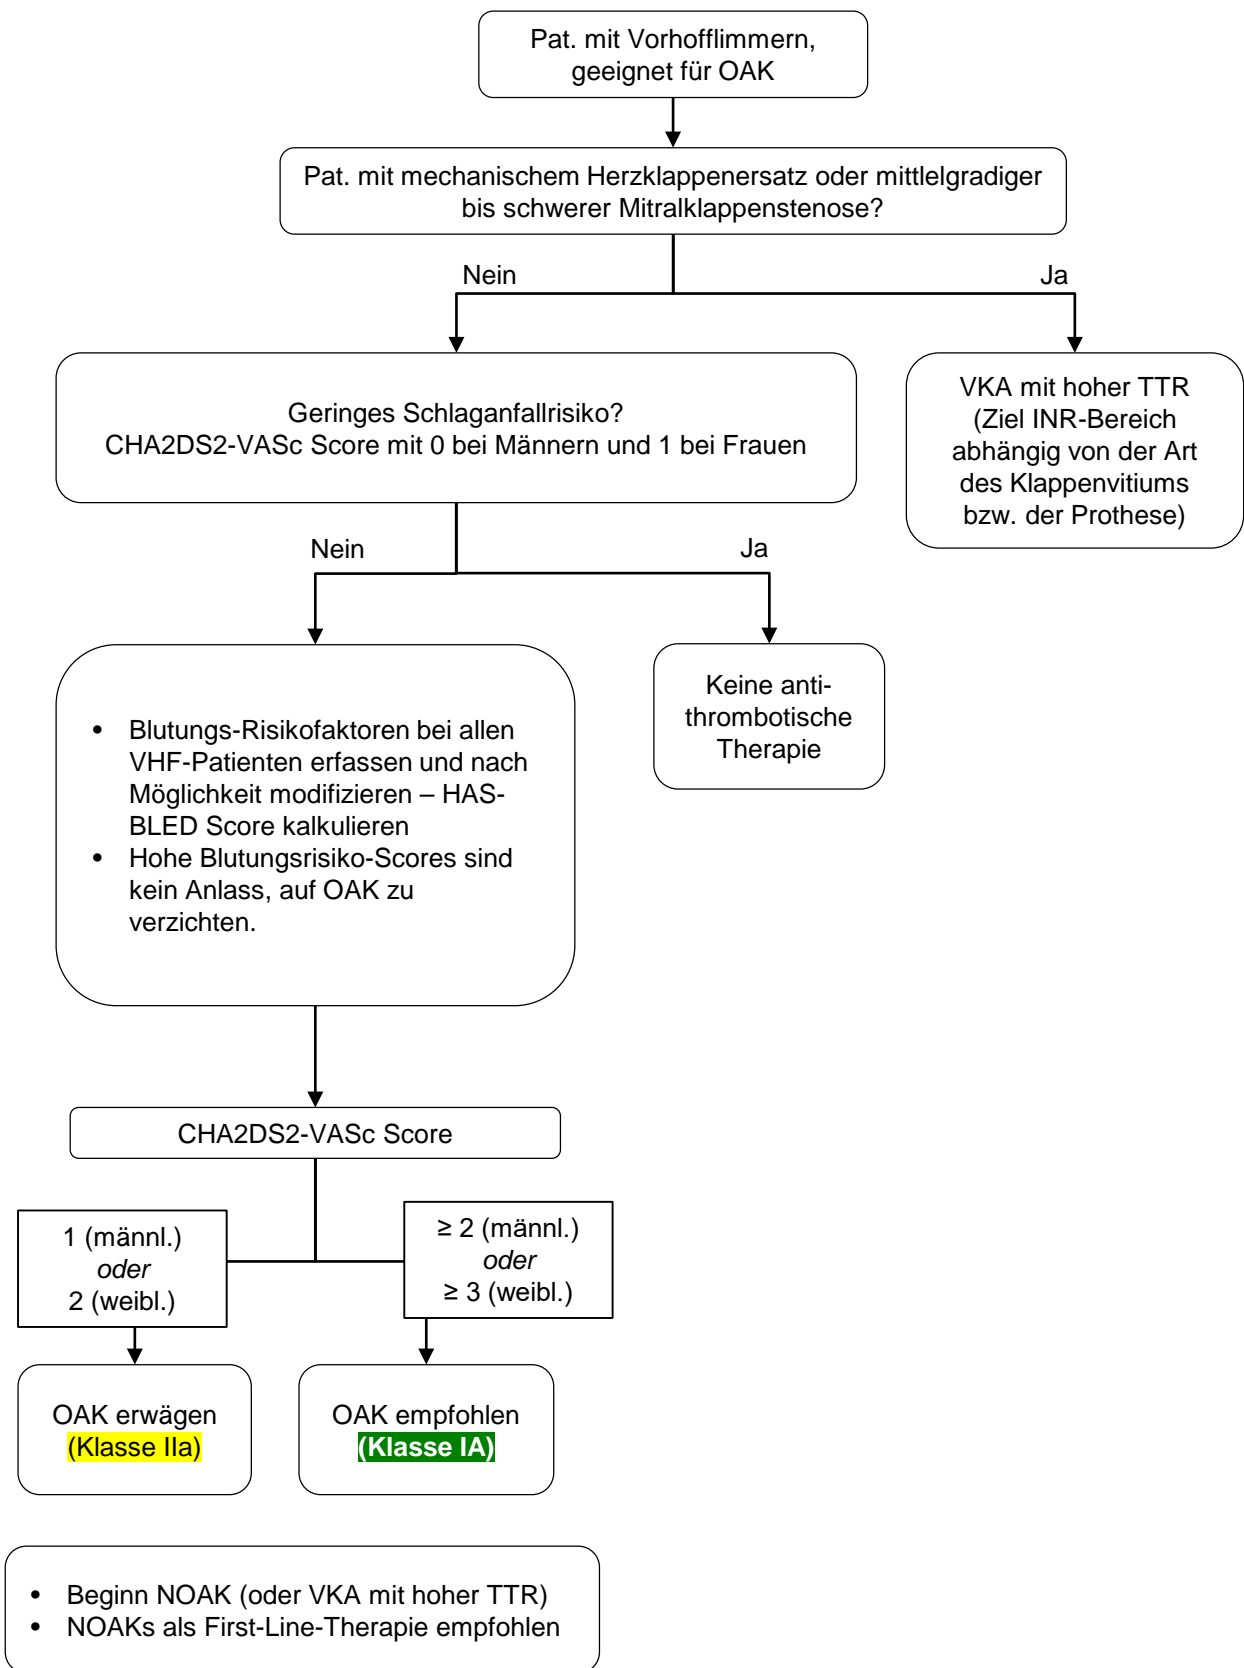 Pat. mit Vorhofflimmern,
geeignet für OAK
Pat. mit mechanischem Herzklappenersatz oder mittlelgradiger
bis schwerer Mitralklappenstenose?
Nein
Ja
Geringes Schlaganfallrisiko?
CHA2DS2-VASc Score mit 0 bei Männern und 1 bei Frauen
VKA mit hoher TTR
(Ziel INR-Bereich
abhängig von der Art
des Klappenvitiums
bzw. der Prothese)
Nein
Ja
• Blutungs-Risikofaktoren bei allen
VHF-Patienten erfassen und nach
Möglichkeit modifizieren – HAS-
BLED Score kalkulieren
• Hohe Blutungsrisiko-Scores sind
kein Anlass, auf OAK zu
verzichten.
Keine anti-
thrombotische
Therapie
CHA2DS2-VASc Score
1 (männl.)
oder
2 (weibl.)
≥ 2 (männl.)
oder
≥ 3 (weibl.)
OAK erwägen
(Klasse IIa)
OAK empfohlen
(Klasse IA)
• Beginn NOAK (oder VKA mit hoher TTR)
• NOAKs als First-Line-Therapie empfohlen